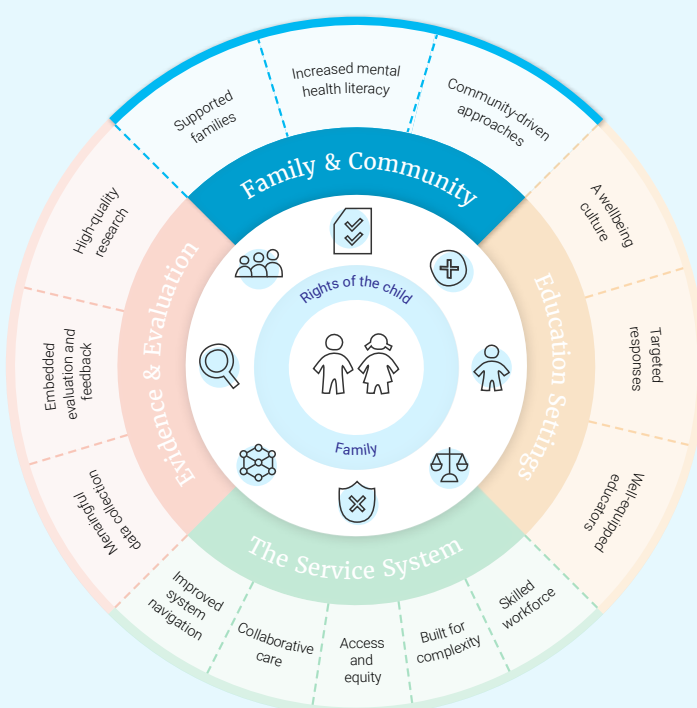 Supported
families
Increased mental
health literacy
Community-driven
approaches
Family & Community
A wellbeing
culture
Targeted
responses
Well-equipped
educators
Education Settings
Skilled
workforce
Built for
complexity
Access
and
equity
Collaborative
care
Improved
system
navigation
The Service System
Menaingful
data collection
Embedded
evaluation and
feedback
High-quality
research
Evidence & Evaluation
Rights of the child
Family